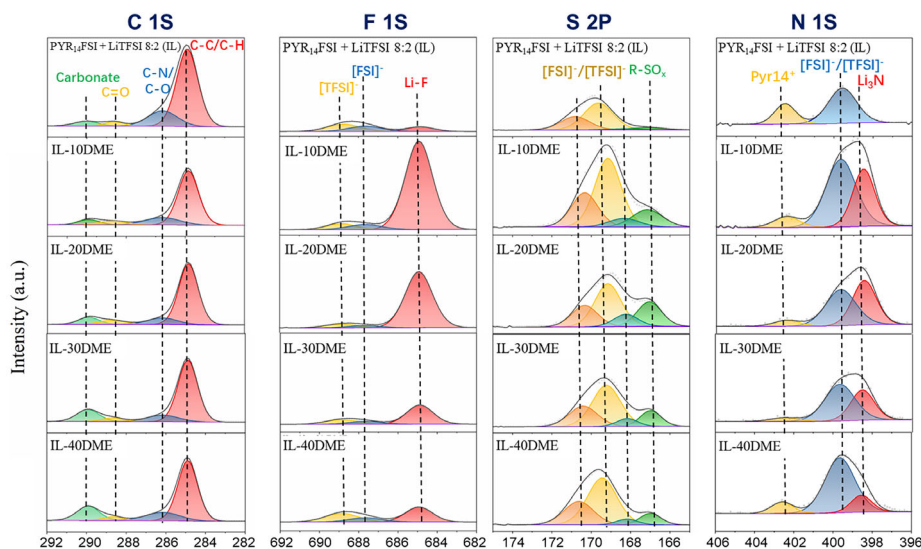 C 1S
F 1S
S 2P
N 1S
Intensity (a.u.)
PYR₁₄FSI + LiTFSI 8:2 (IL)
C-C/C-H
Carbonate
C=O
C-N/
C-O
IL-10DME
IL-20DME
IL-30DME
IL-40DME
292 290 288 286 284 282
PYR₁₄FSI + LiTFSI 8:2 (IL)
[FSI]⁻
[TFSI]⁻
Li-F
IL-10DME
IL-20DME
IL-30DME
IL-40DME
690 688 686 684 682
PYR₁₄FSI + LiTFSI 8:2 (IL)
[FSI]⁻/[TFSI]⁻ R-SOₓ
IL-10DME
IL-20DME
IL-30DME
IL-40DME
174 172 170 168 166
PYR₁₄FSI + LiTFSI 8:2 (IL)
Pyr14⁺
[FSI]⁻/[TFSI]⁻
Li₃N
IL-10DME
IL-20DME
IL-30DME
IL-40DME
406 404 402 400 398 396